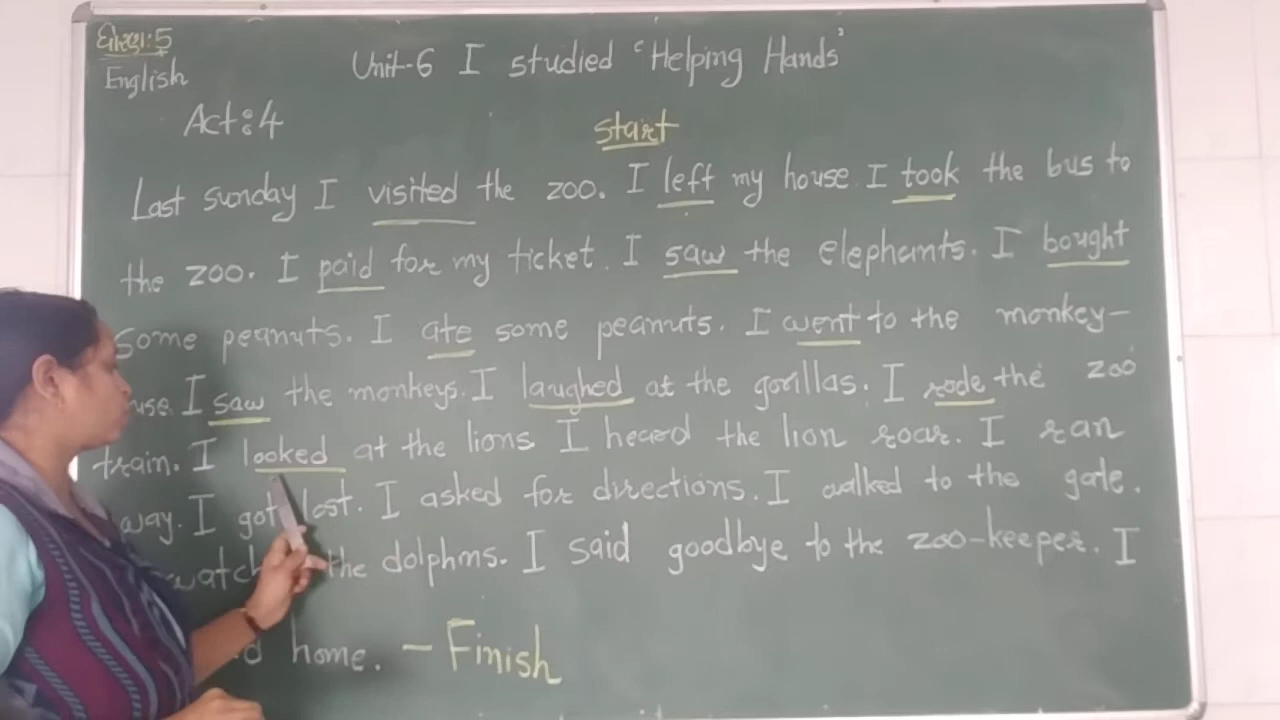 ધોરણ:5
English
Unit-6 I studied 'Helping Hands'
Act:4
Start
Last sunday I visited the zoo. I left my house I took the bus to
the zoo. I paid for my ticket. I saw the elephants. I bought
some peanuts. I ate some peanuts. I went to the monkey-
use. I saw the monkeys. I laughed at the gorillas. I rode the zoo
train. I looked at the lions I heard the lion roar. I ran
way. I got lost. I asked for directions. I walked to the gate.
watch the dolphins. I said goodbye to the zoo-keeper. I
home. - Finish